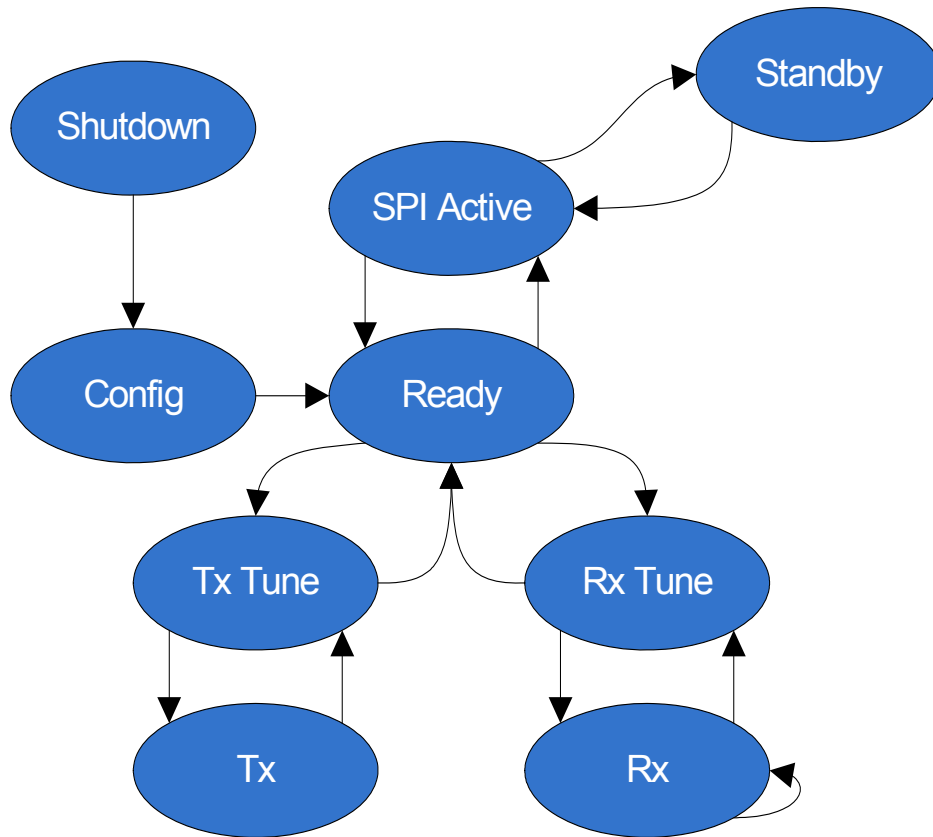 Standby
Shutdown
SPI Active
Config
Ready
Tx Tune
Rx Tune
Tx
Rx